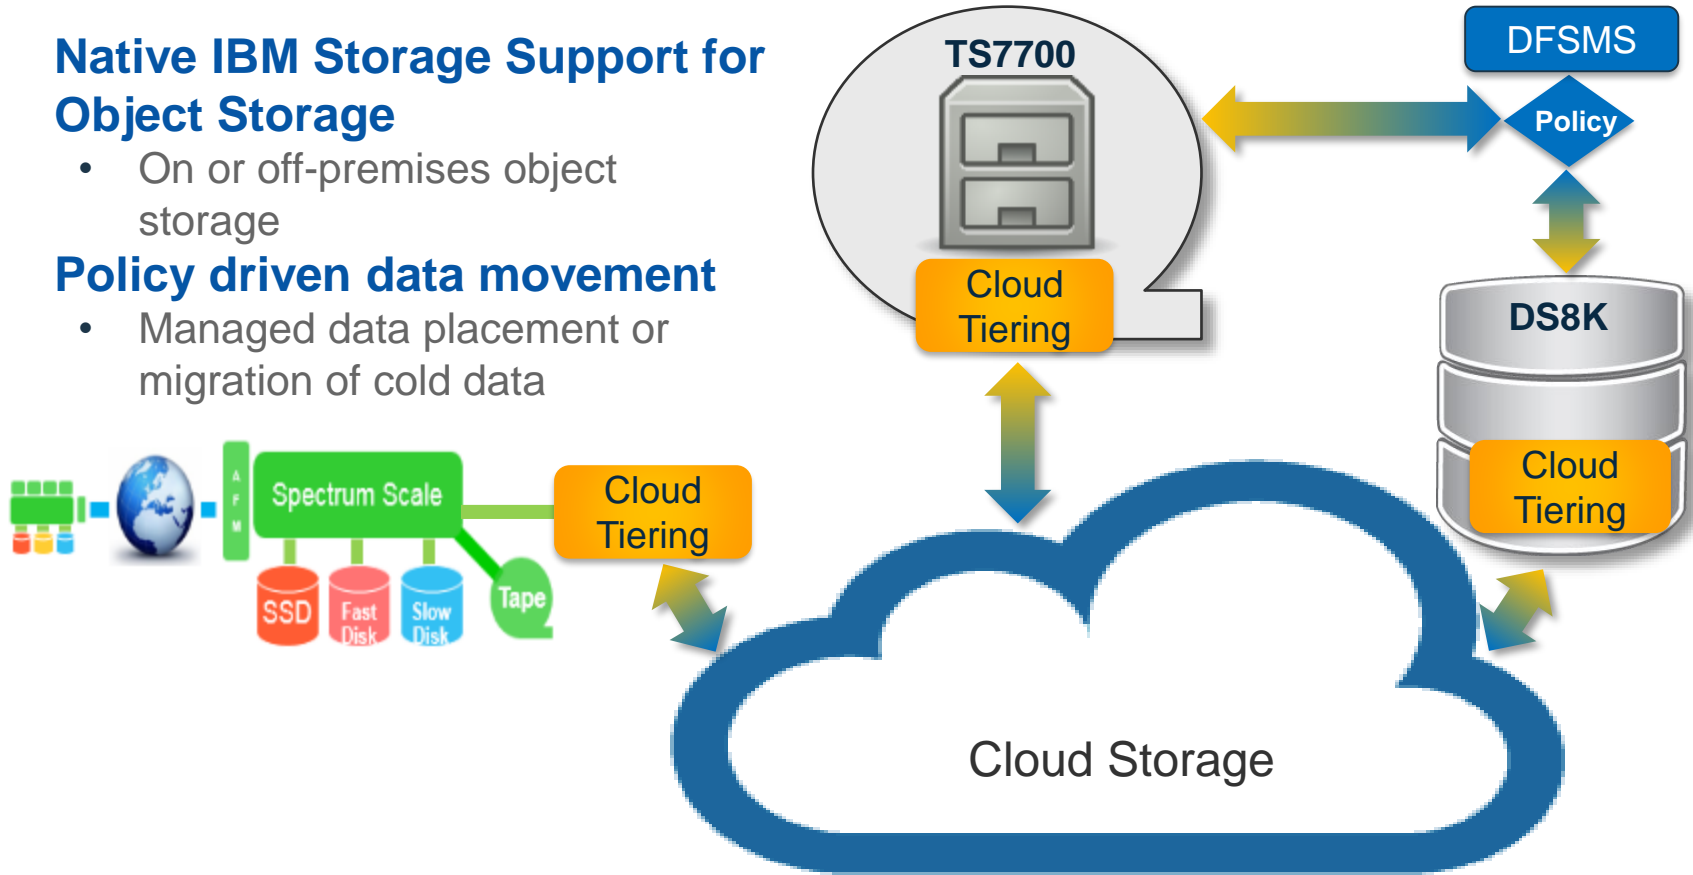 Native IBM Storage Support for
Object Storage
• On or off-premises object
storage
Policy driven data movement
• Managed data placement or
migration of cold data
TS7700
Cloud
Tiering
DFSMS
Policy
DS8K
Cloud
Tiering
A
F
M
Spectrum Scale
SSD
Fast
Disk
Slow
Disk
Tape
Cloud
Tiering
Cloud Storage